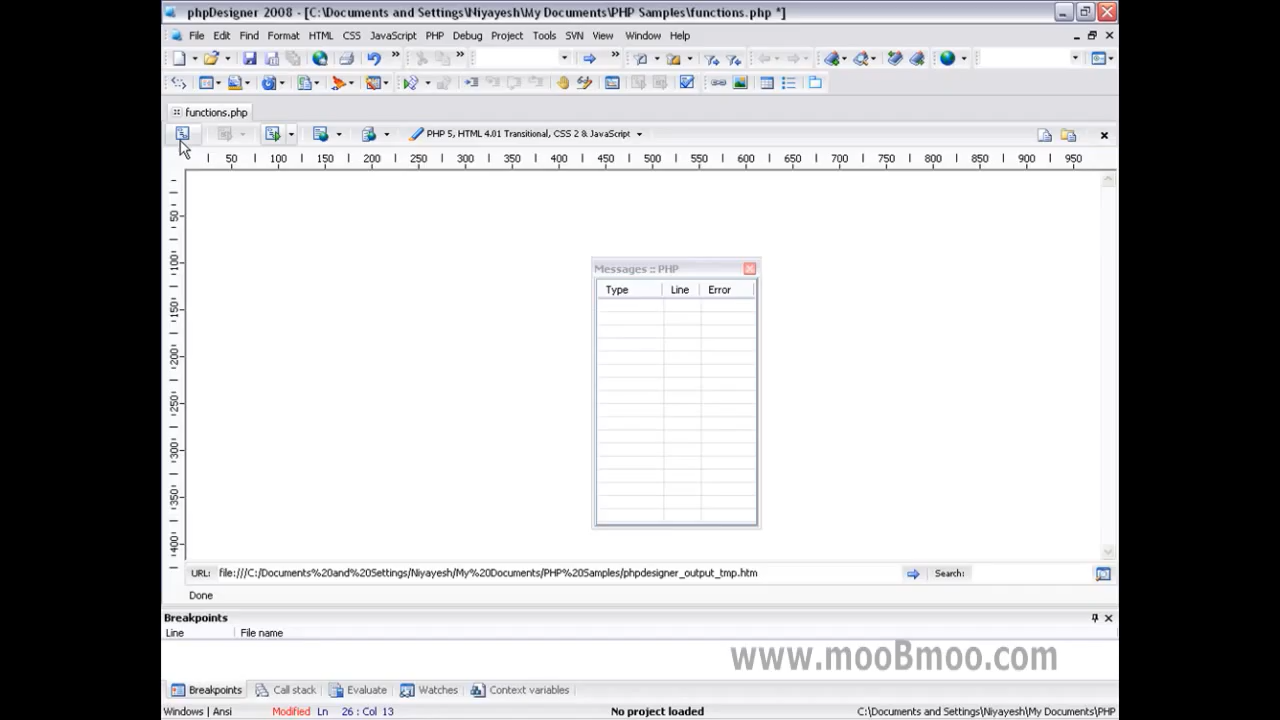 phpDesigner 2008 - [C:\Documents and Settings\Niyayesh\My Documents\PHP Samples\functions.php *]
File Edit Find Format HTML CSS JavaScript PHP Debug Project Tools SVN View Window Help
functions.php
PHP 5, HTML 4.01 Transitional, CSS 2 & JavaScript
50 100 150 200 250 300 350 400 450 500 550 600 650 700 750 800 850 900 950
50
100
150
200
250
300
350
400
Messages :: PHP
Type Line Error
URL: file:///C:/Documents%20and%20Settings/Niyayesh/My%20Documents/PHP%20Samples/phpdesigner_output_tmp.htm Search:
Done
Breakpoints
Line File name
www.mooBmoo.com
Breakpoints Call stack Evaluate Watches Context variables
Windows | Ansi Modified Ln 26 : Col 13 No project loaded C:\Documents and Settings\Niyayesh\My Documents\PHP